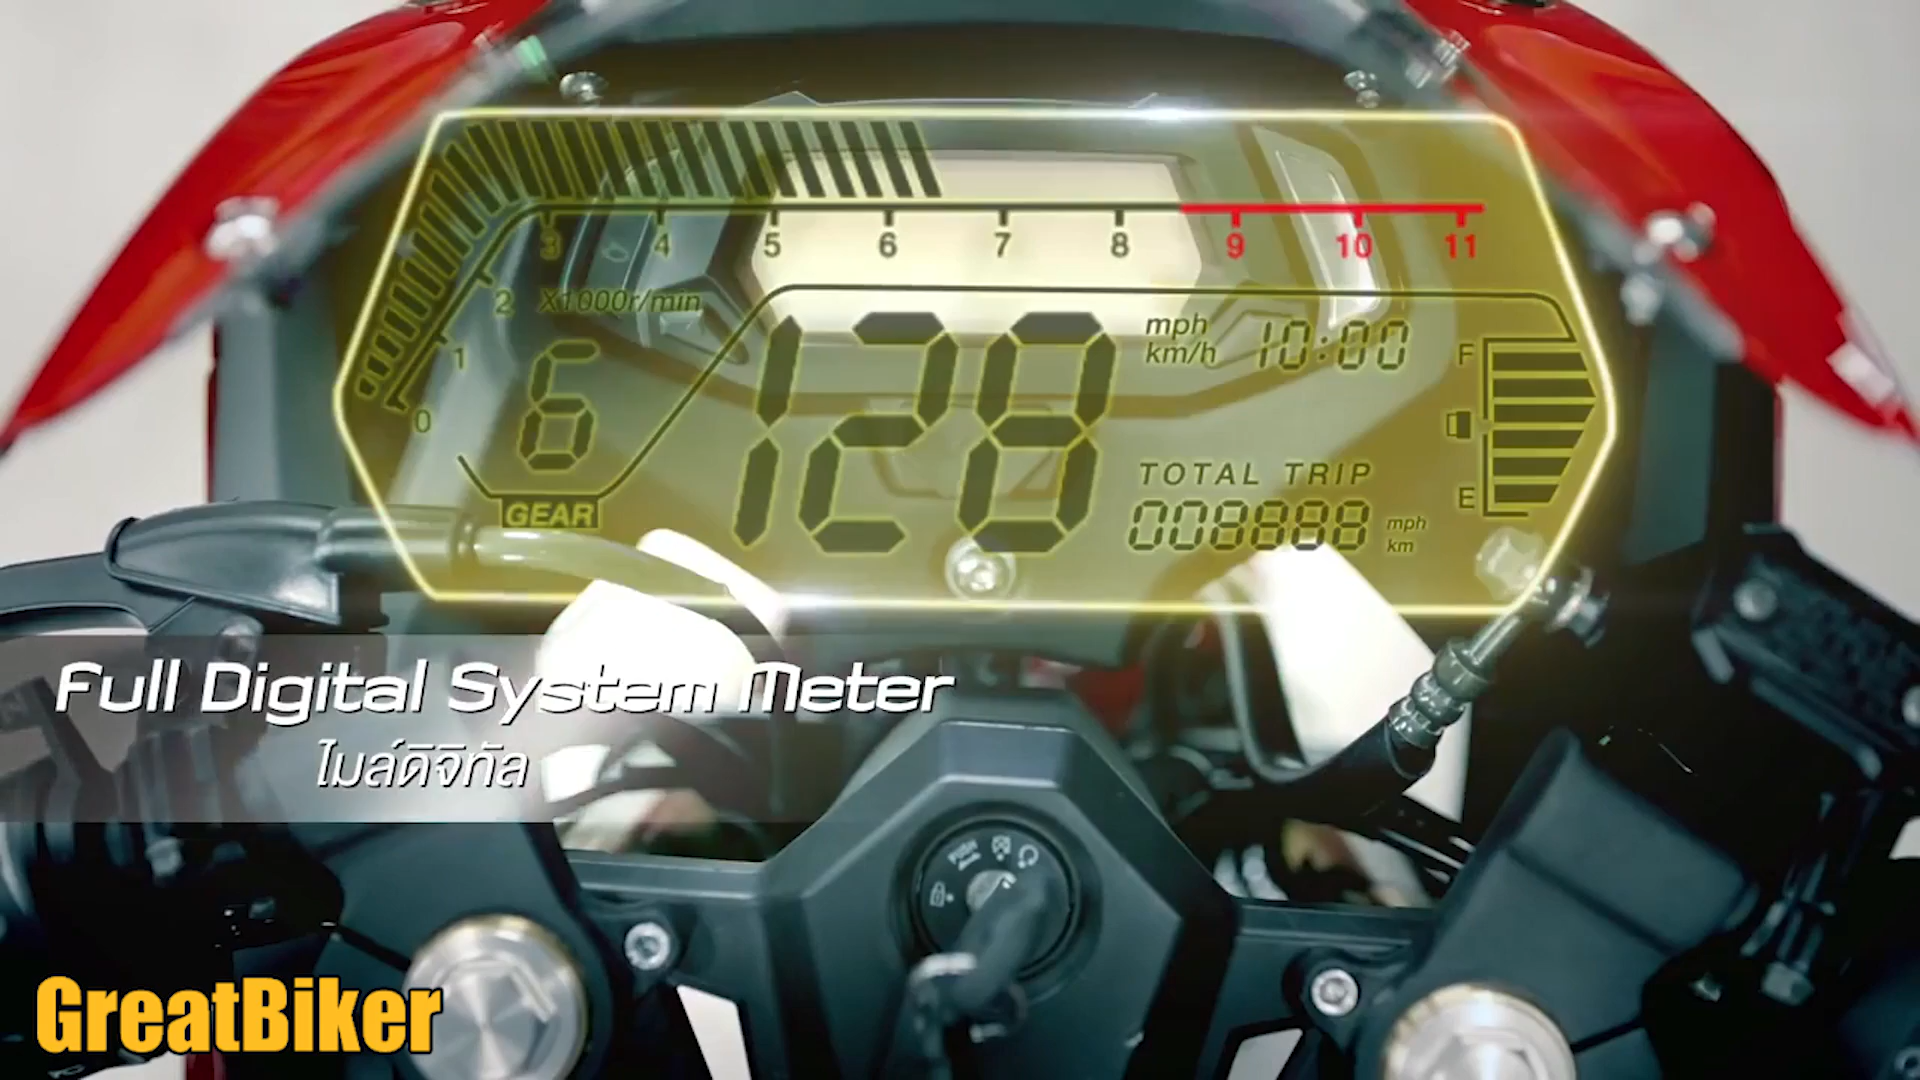 3 4 5 6 7 8 9 10 11
2 X1000r/min
1
0
6
GEAR
128
mph
km/h
10:00
F
E
TOTAL TRIP
008888
mph
km
Full Digital System Meter
ไมล์ดิจิทัล
PUSH
GreatBiker